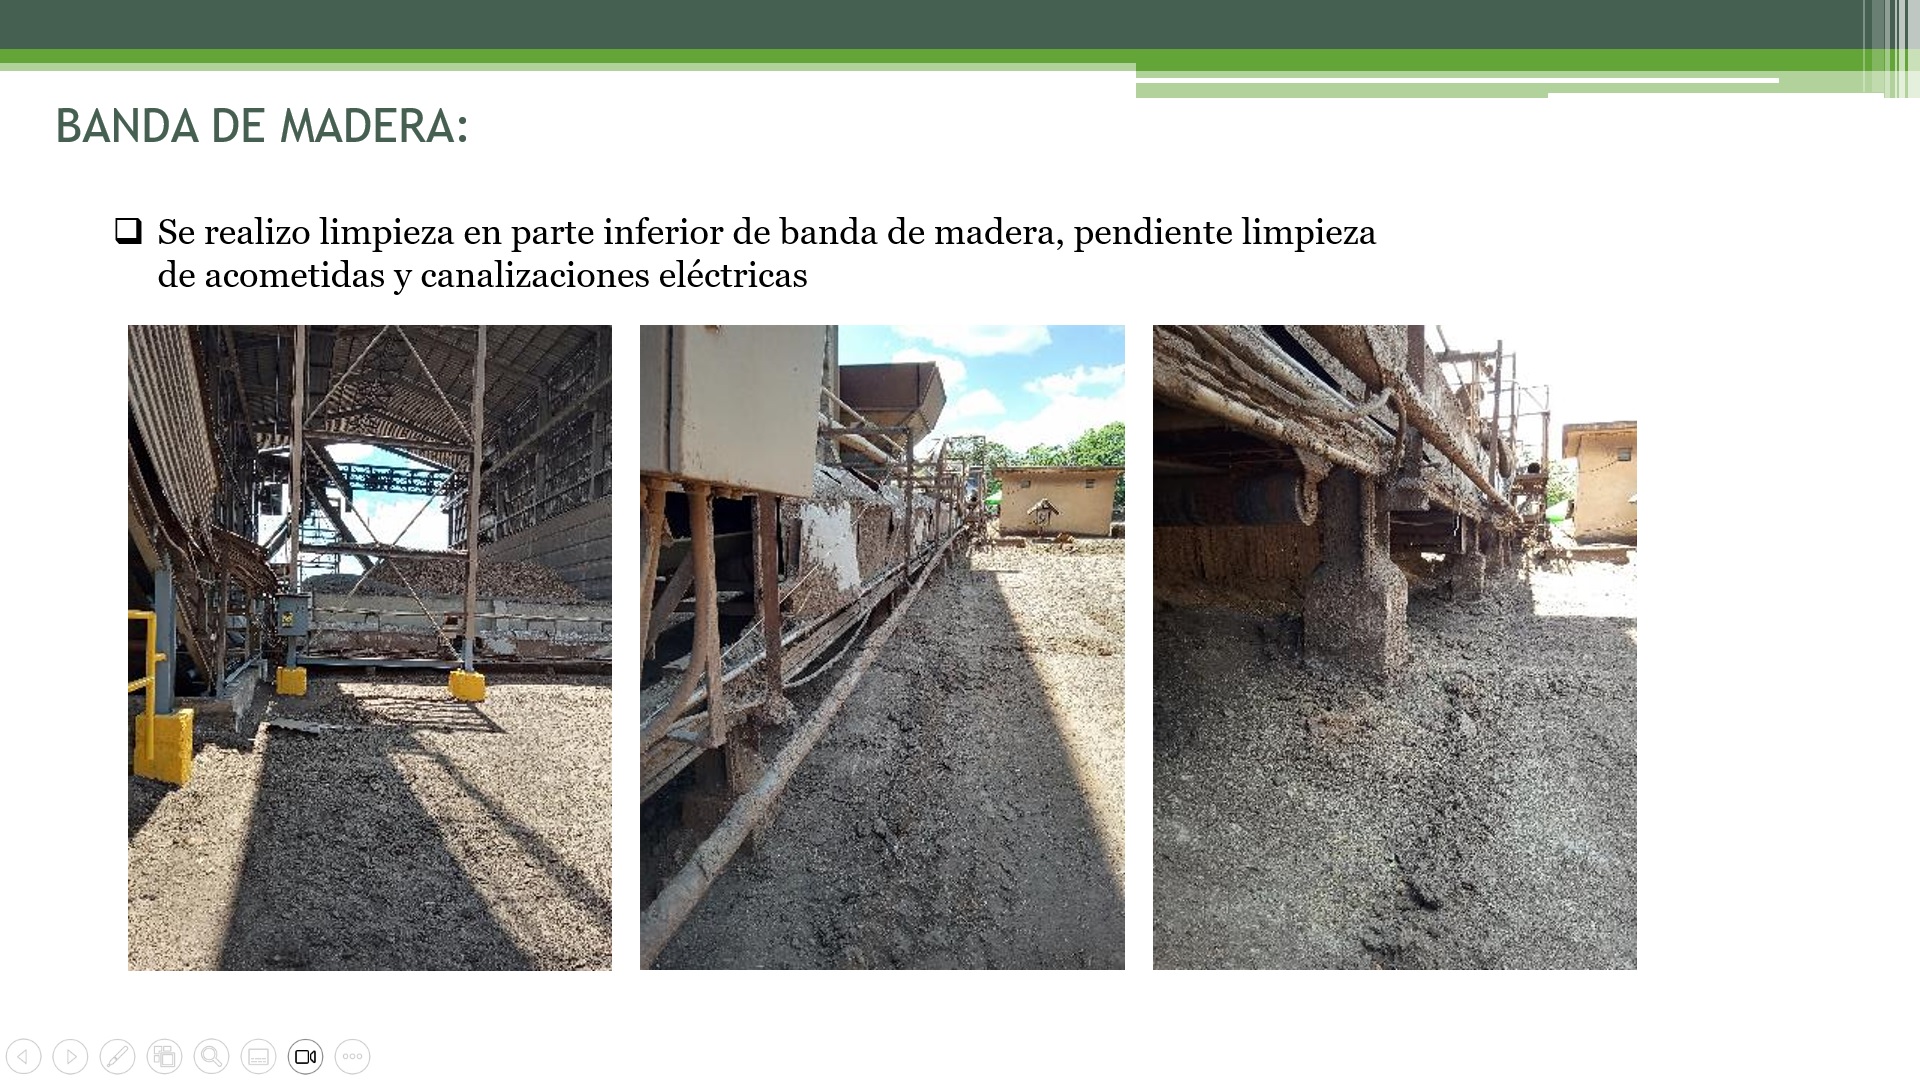 BANDA DE MADERA:
Se realizo limpieza en parte inferior de banda de madera, pendiente limpieza
de acometidas y canalizaciones eléctricas